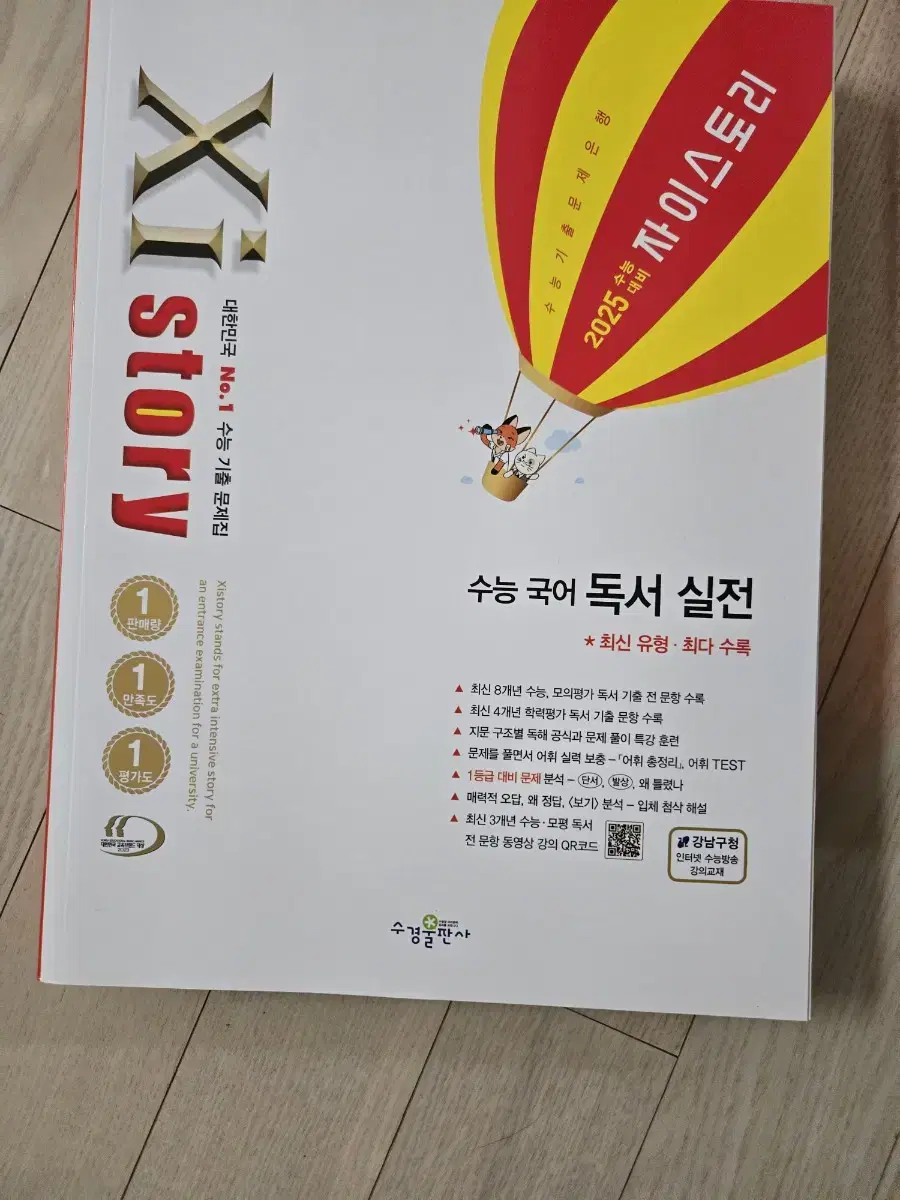 Xi story
대한민국 No.1 수능 기출 문제집
Xistory stands for extra intensive story for
an entrance examination for a university.
1
판매량
1
만족도
1
평가도
수능기출문제은행
2025 수능 대비 자이스토리
수능 국어 독서 실전
* 최신 유형 · 최다 수록
▲ 최신 8개년 수능, 모의평가 독서 기출 전 문항 수록
▲ 최신 4개년 학력평가 독서 기출 문항 수록
▲ 지문 구조별 독해 공식과 문제 풀이 특강 훈련
▲ 문제를 풀면서 어휘 실력 보충 – 「어휘 총정리」, 어휘 TEST
▲ 1등급 대비 문제 분석 – 단서, 발상, 왜 틀렸나
▲ 매력적 오답, 왜 정답, 〈보기〉 분석 – 입체 첨삭 해설
▲ 최신 3개년 수능·모평 독서
전 문항 동영상 강의 QR코드
강남구청
인터넷 수능방송
강의교재
수경출판사